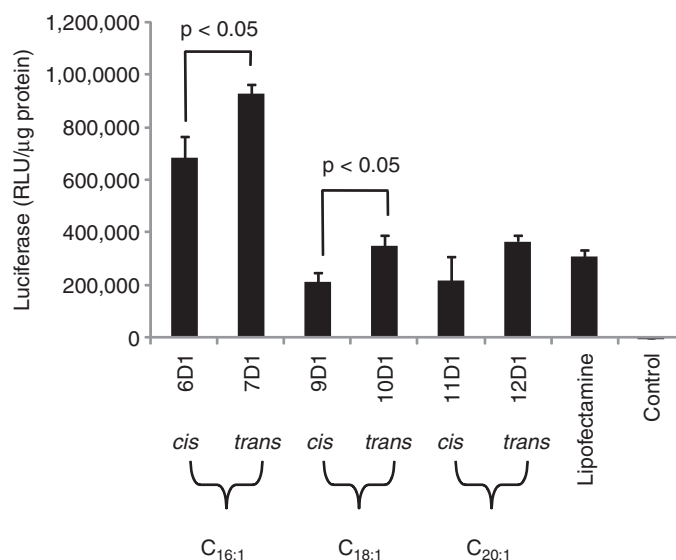 1,200,000
1,00,0000
800,000
600,000
400,000
200,000
0
Luciferase (RLU/µg protein)
p < 0.05
p < 0.05
6D1
7D1
9D1
10D1
11D1
12D1
Lipofectamine
Control
cis trans cis trans cis trans
C16:1 C18:1 C20:1